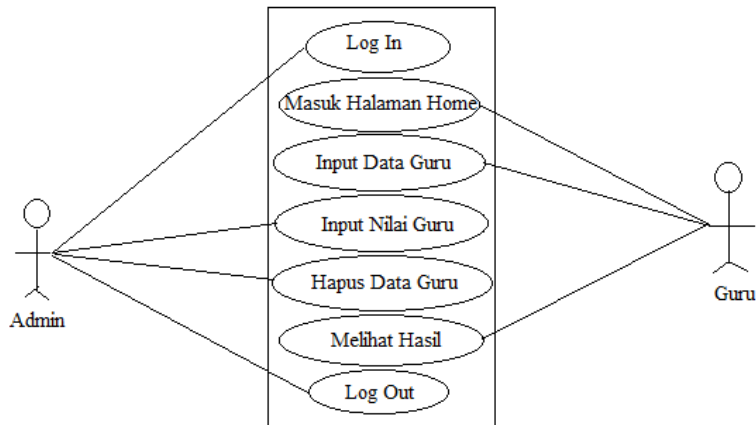 Log In
Masuk Halaman Home
Input Data Guru
Input Nilai Guru
Hapus Data Guru
Melihat Hasil
Log Out
Admin
Guru